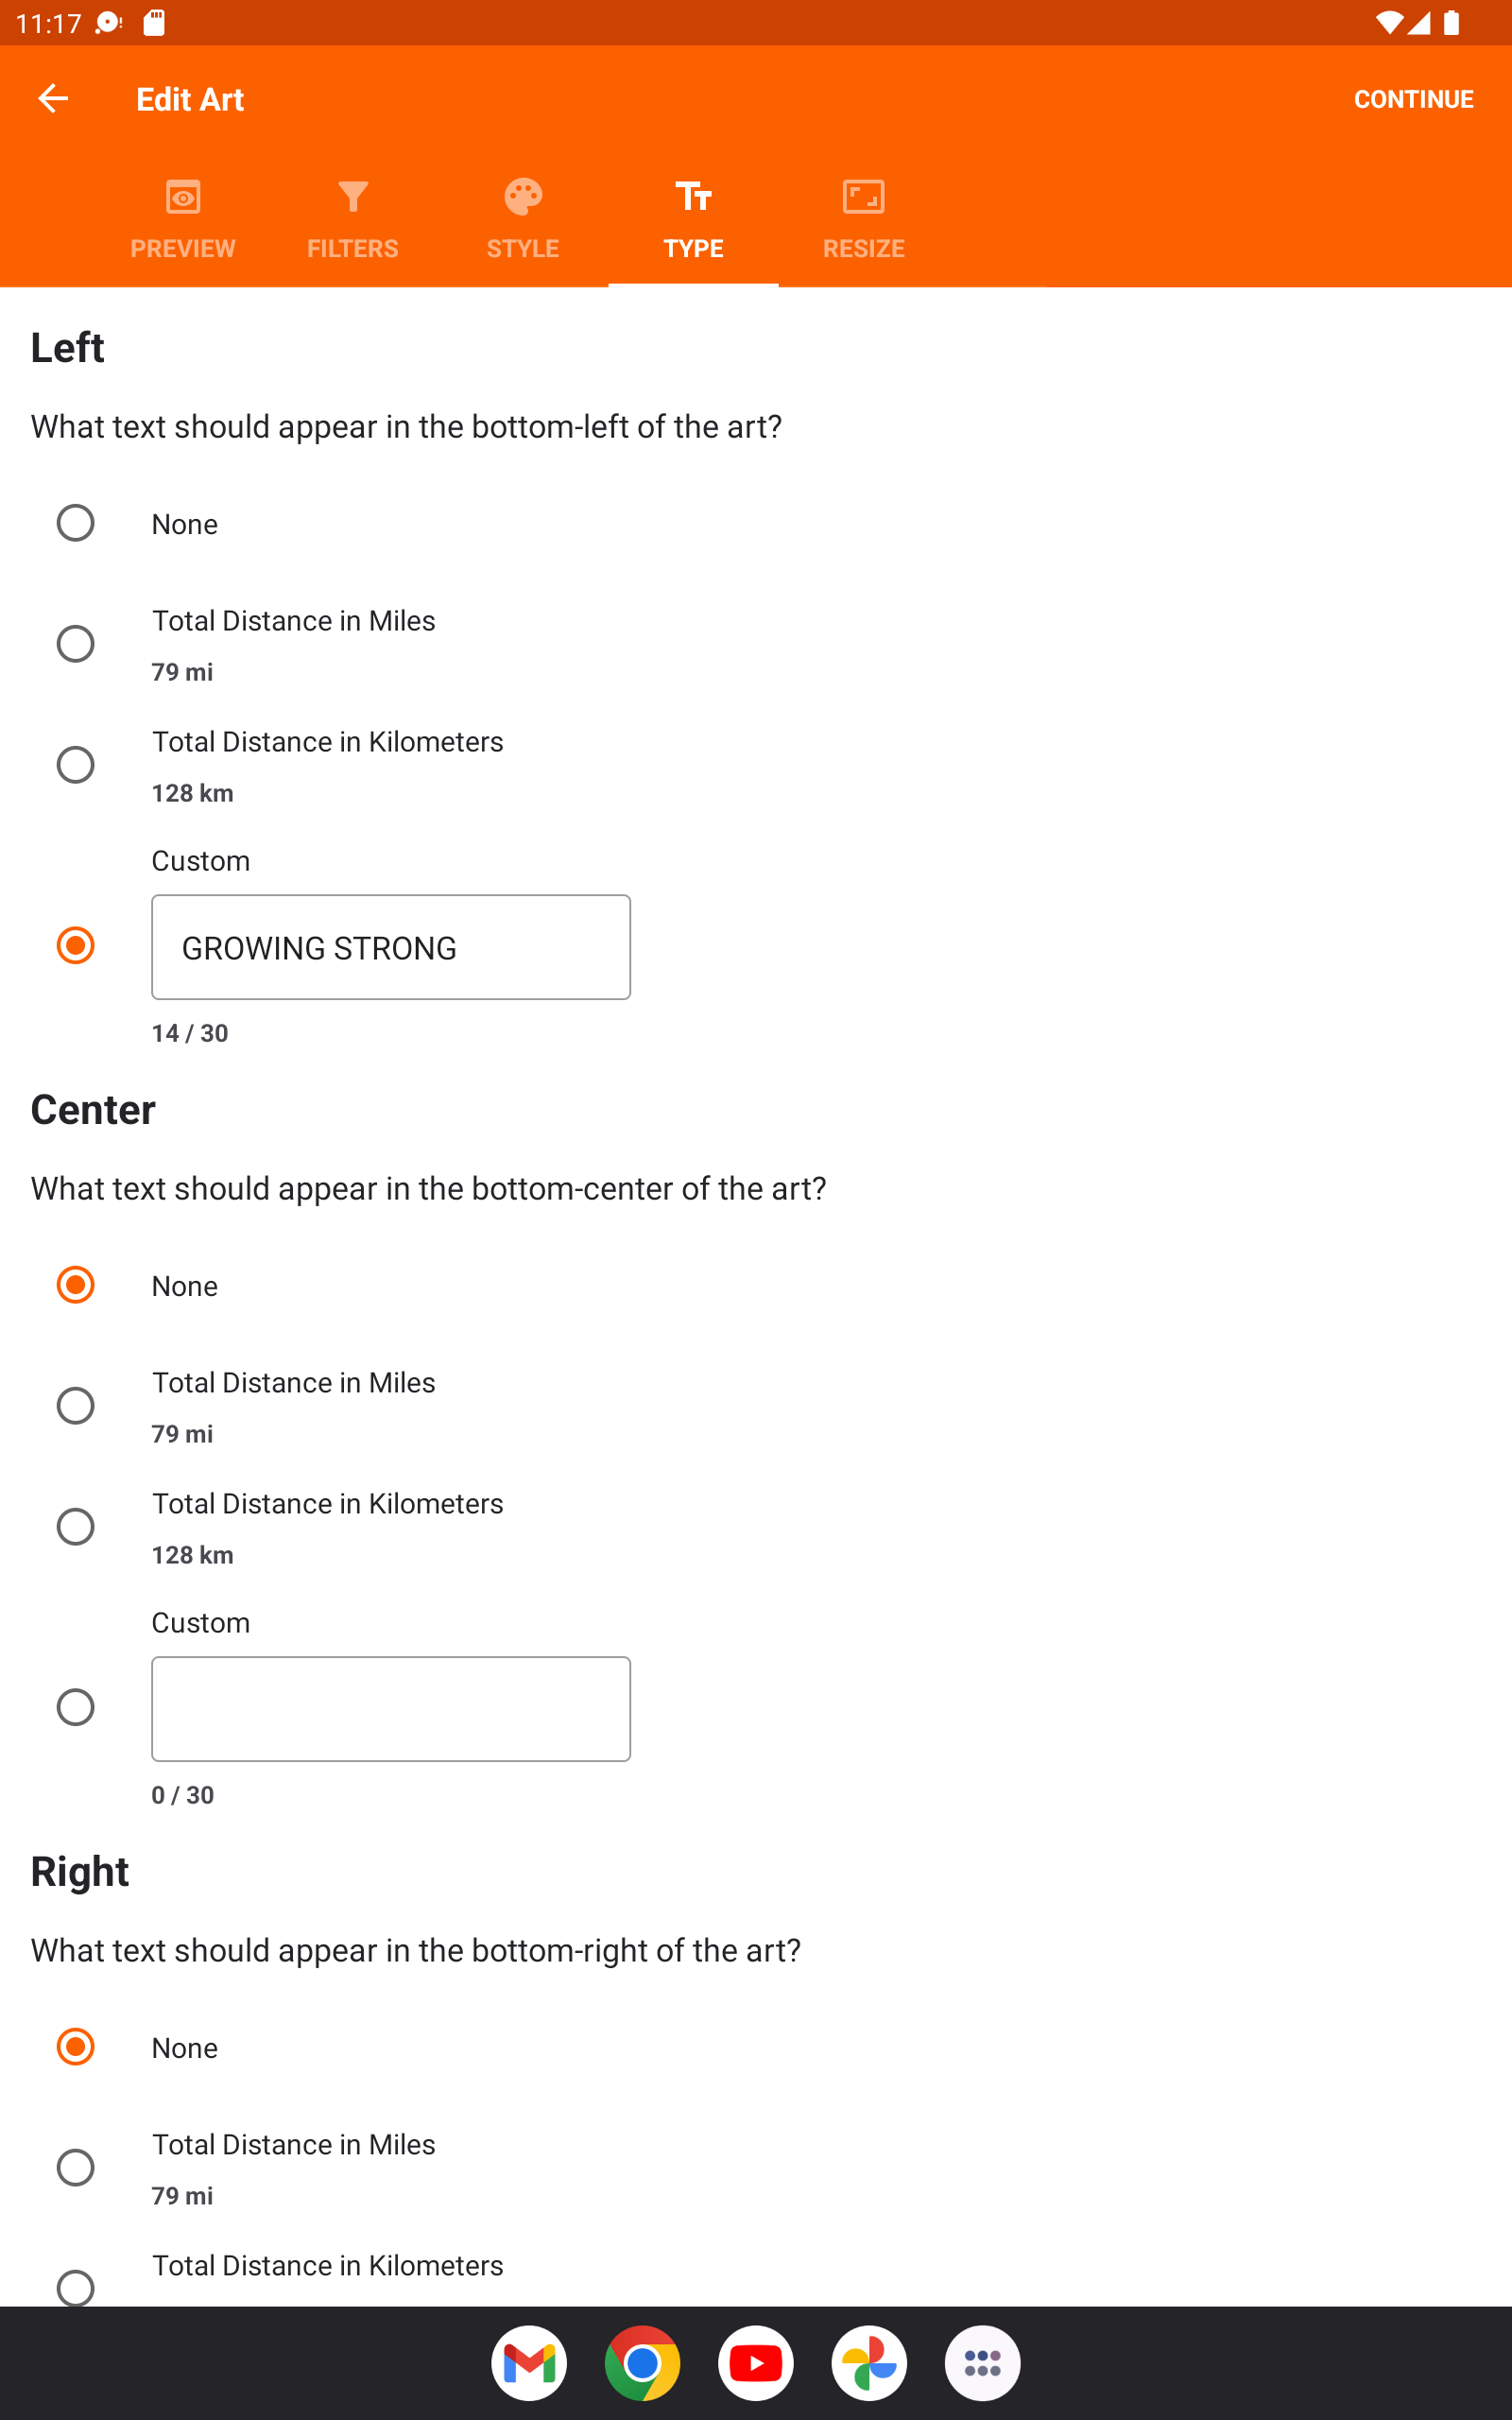 11:17
Edit Art
CONTINUE
PREVIEW FILTERS STYLE TYPE RESIZE
Left
What text should appear in the bottom-left of the art?
None
Total Distance in Miles
79 mi
Total Distance in Kilometers
128 km
Custom
GROWING STRONG
14 / 30
Center
What text should appear in the bottom-center of the art?
None
Total Distance in Miles
79 mi
Total Distance in Kilometers
128 km
Custom
0 / 30
Right
What text should appear in the bottom-right of the art?
None
Total Distance in Miles
79 mi
Total Distance in Kilometers